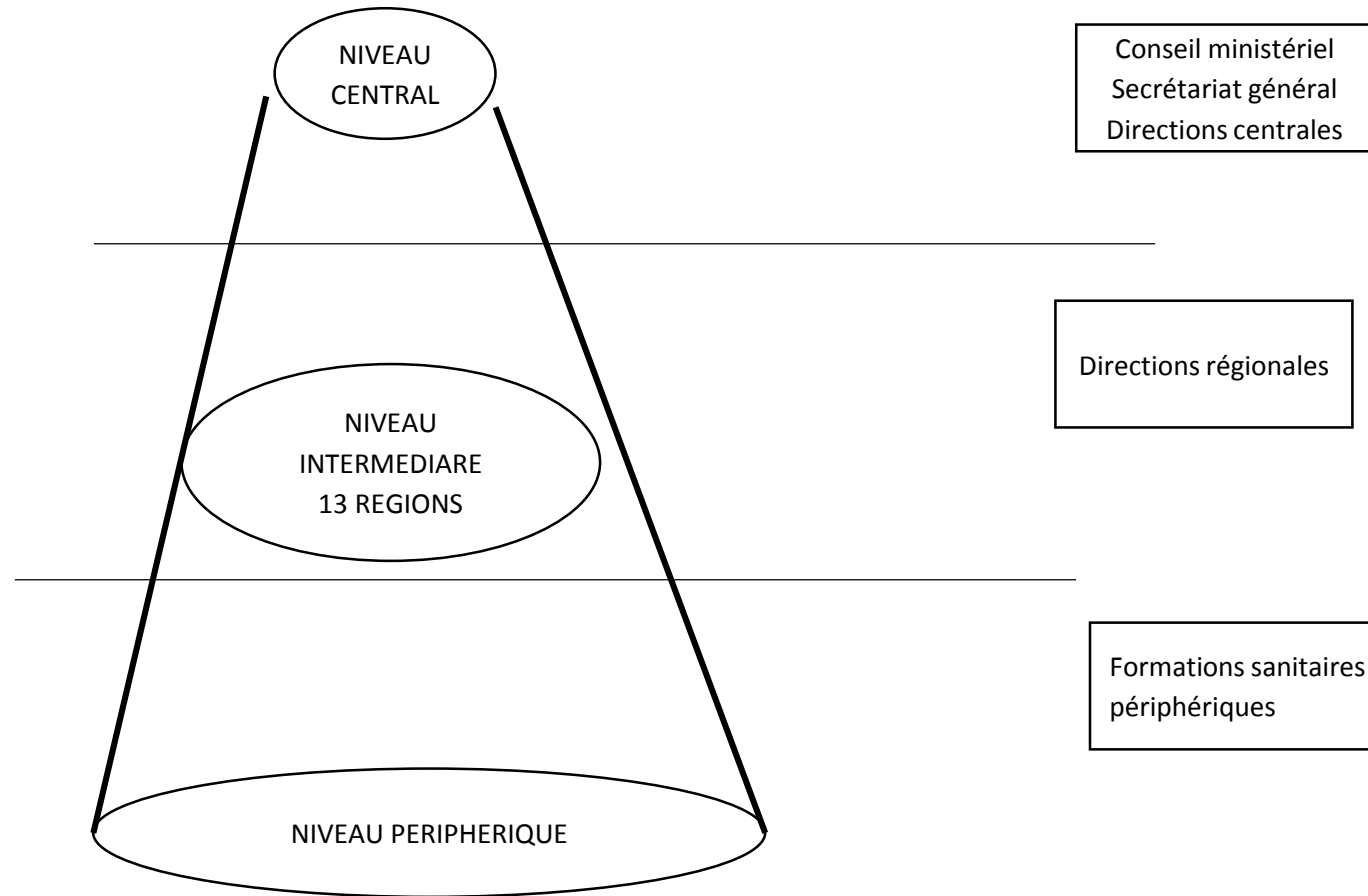 NIVEAU
CENTRAL
Conseil ministériel
Secrétariat général
Directions centrales
NIVEAU
INTERMEDIARE
13 REGIONS
Directions régionales
Formations sanitaires
périphériques
NIVEAU PERIPHERIQUE